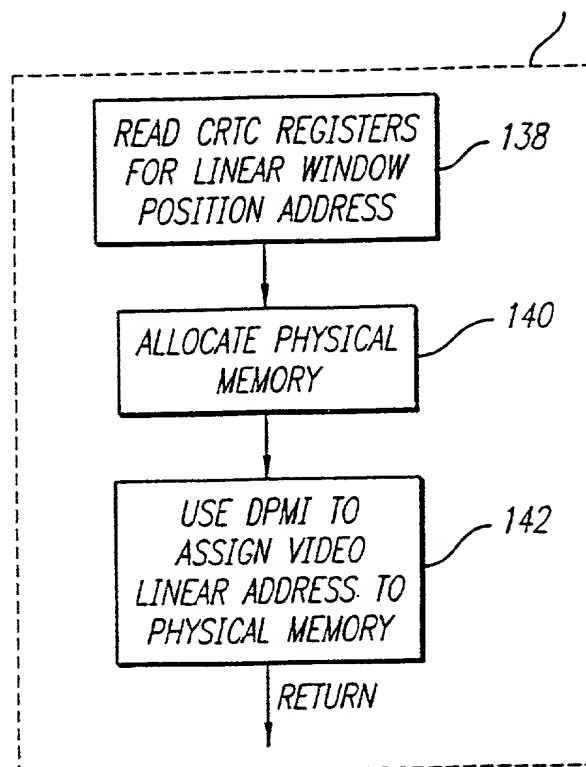 READ CRTC REGISTERS
FOR LINEAR WINDOW
POSITION ADDRESS
138
ALLOCATE PHYSICAL
MEMORY
140
USE DPMI TO
ASSIGN VIDEO
LINEAR ADDRESS TO
PHYSICAL MEMORY
142
RETURN